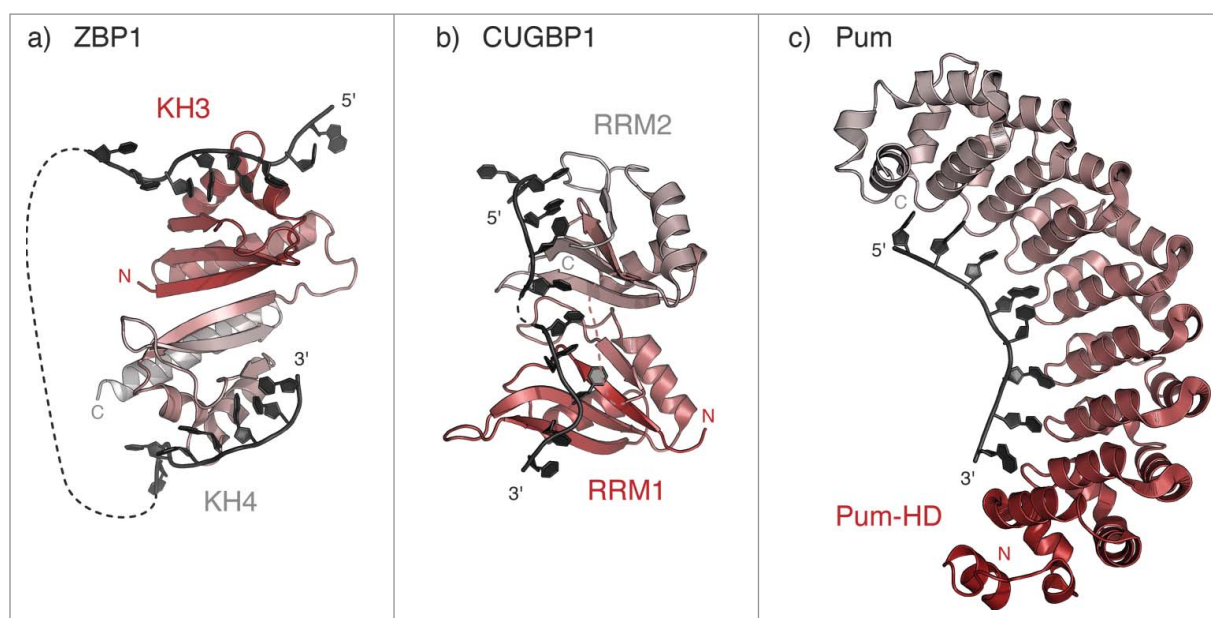 a) ZBP1
KH3
5'
N
3'
C
KH4
b) CUGBP1
RRM2
5'
C
N
3'
RRM1
c) Pum
C
5'
3'
Pum-HD
N